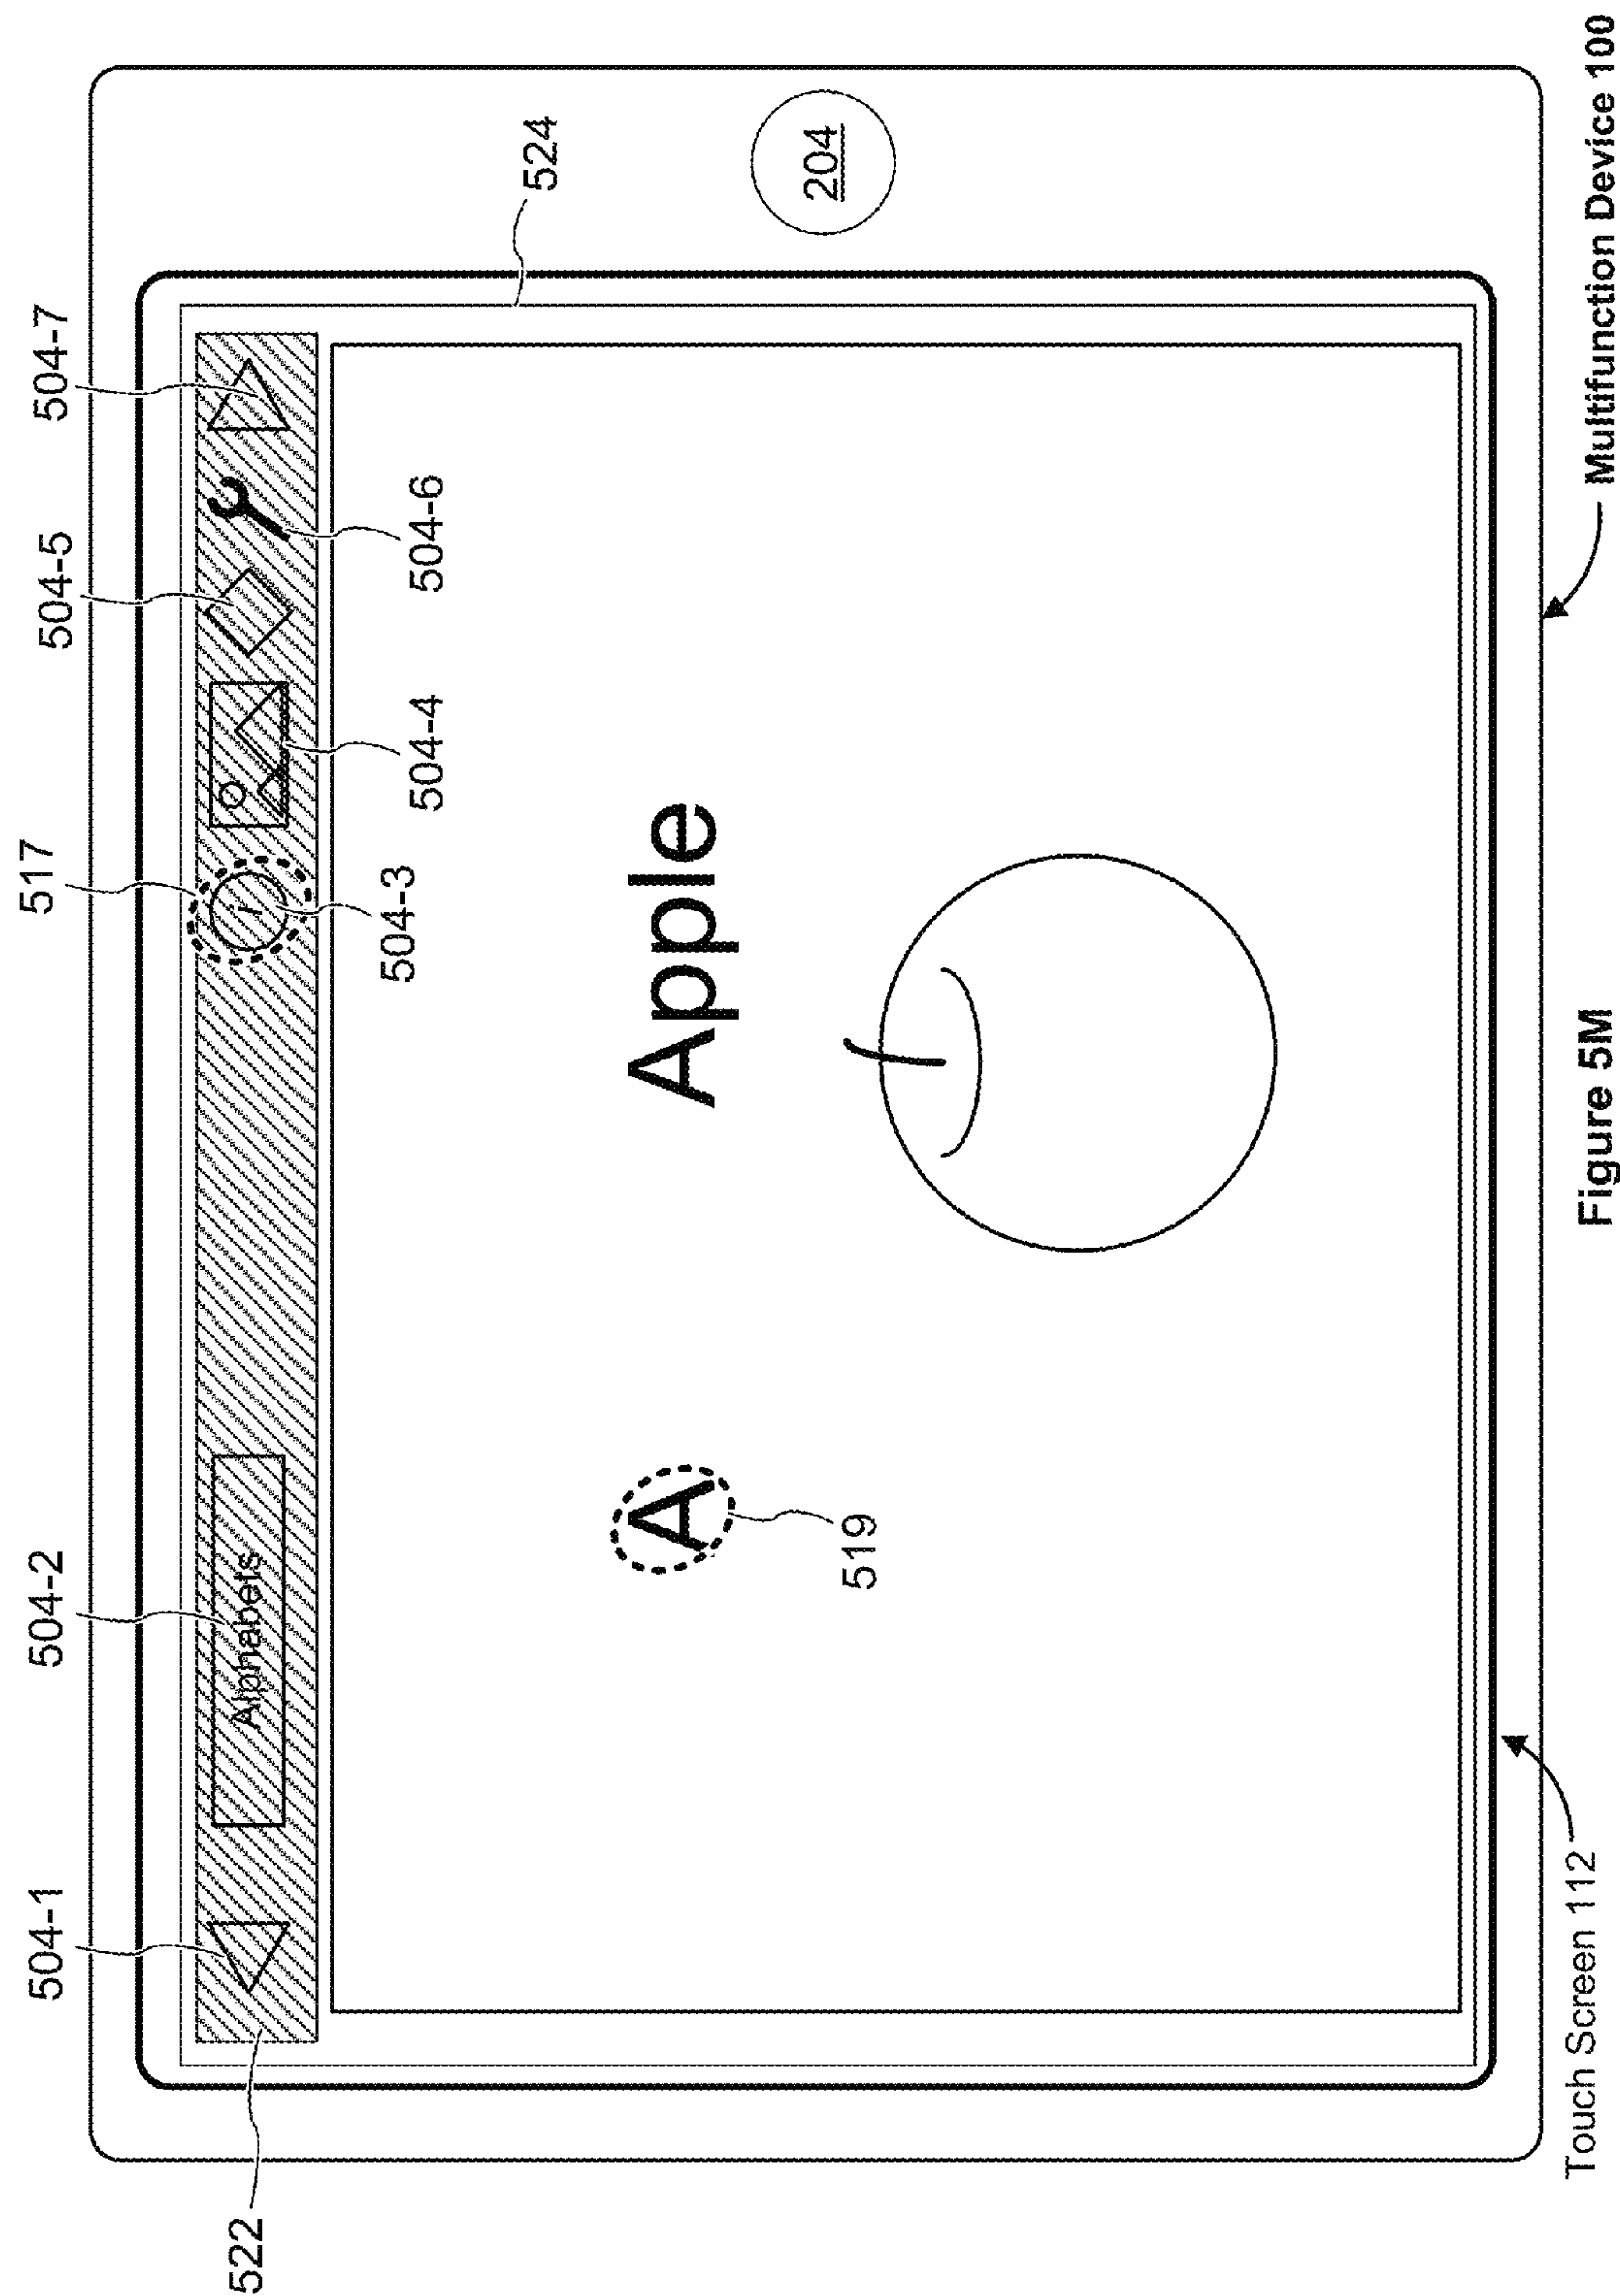 504-1
504-2
517
504-5
504-7
522
Alphabets
i
504-3
504-4
504-6
524
A
Apple
519
204
Touch Screen 112
Multifunction Device 100
Figure 5M